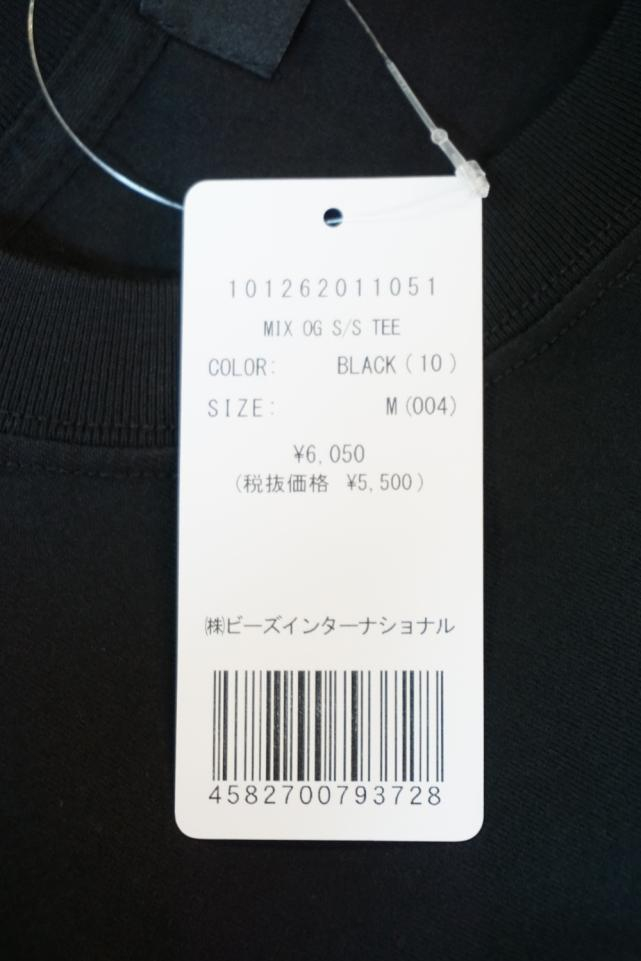 101262011051
MIX OG S/S TEE
COLOR: BLACK(10)
SIZE: M(004)
¥6,050
(税抜価格 ¥5,500)
㈱ビーズインターナショナル
4582700793728